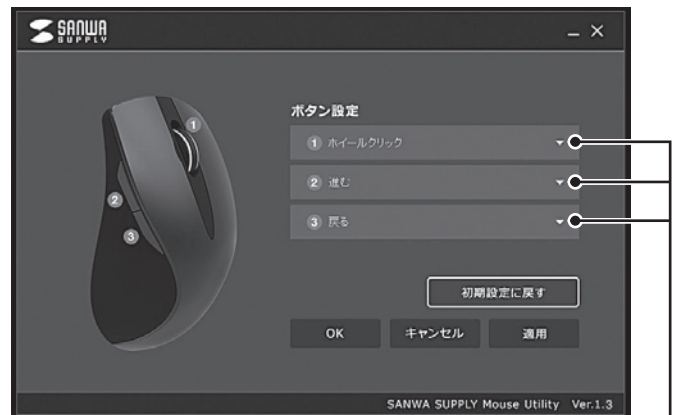 SANWA
SUPPLY
ボタン設定
1 ホイールクリック
2 進む
3 戻る
1
2
3
初期設定に戻す
OK キャンセル 適用
SANWA SUPPLY Mouse Utility Ver.1.3